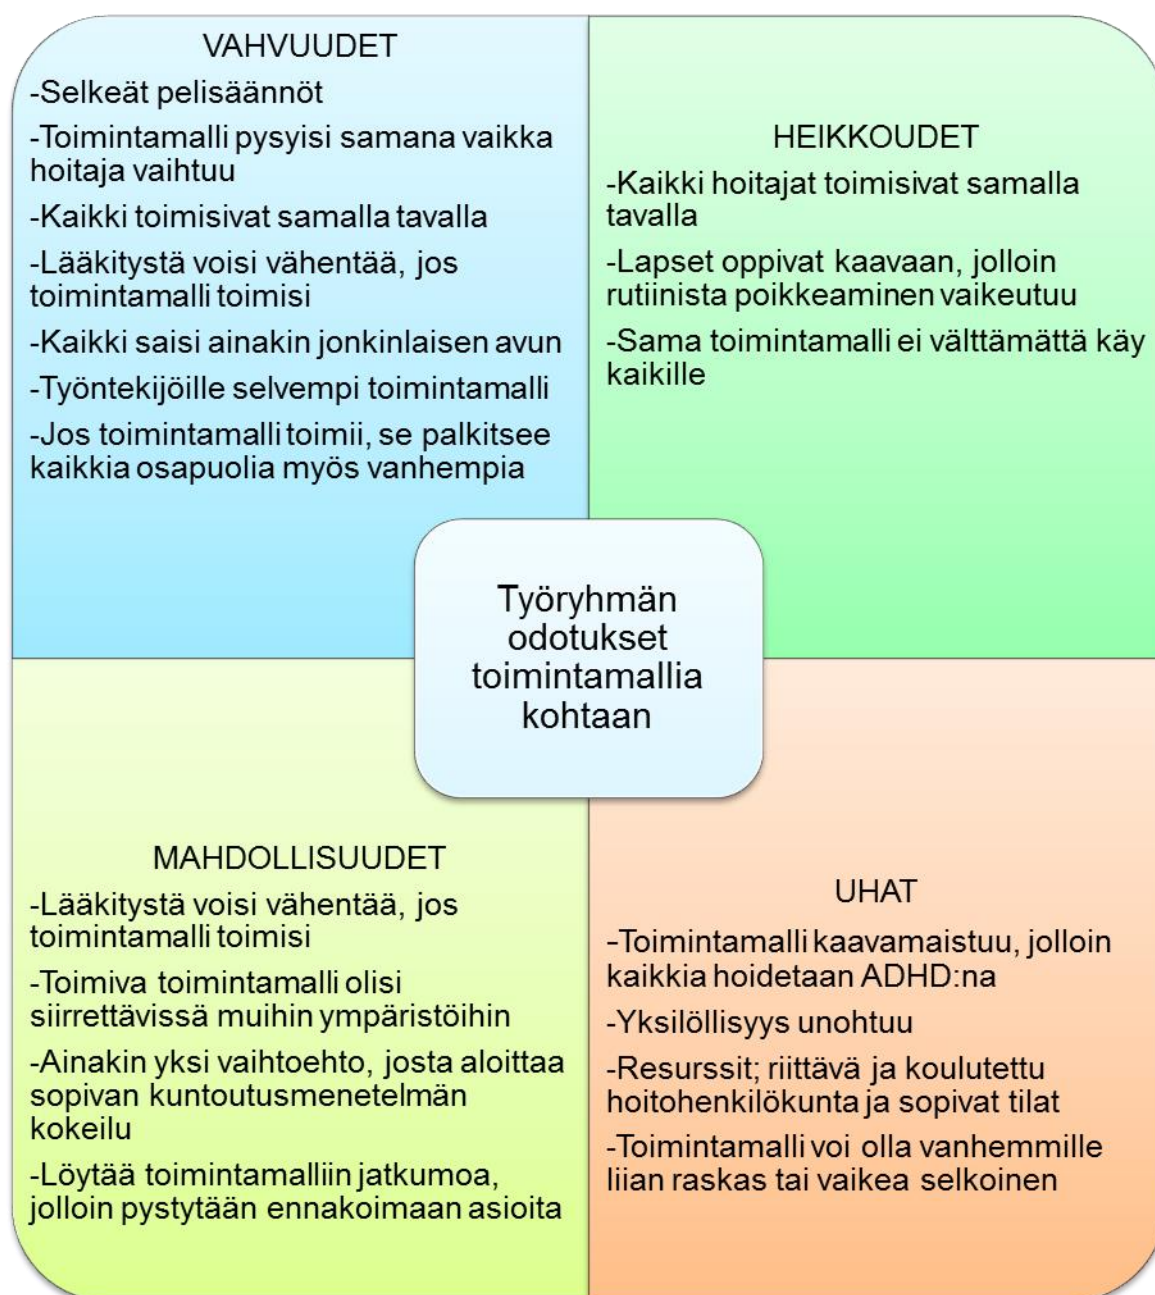 VAHVUUDET
-Selkeät pelisäännöt
-Toimintamalli pysyisi samana vaikka
hoitaja vaihtuu
-Kaikki toimisivat samalla tavalla
-Lääkitystä voisi vähentää, jos
toimintamalli toimisi
-Kaikki saisi ainakin jonkinlaisen avun
-Työntekijöille selvempi toimintamalli
-Jos toimintamalli toimii, se palkitsee
kaikkia osapuolia myös vanhempia
HEIKKOUDET
-Kaikki hoitajat toimisivat samalla
tavalla
-Lapset oppivat kaavaan, jolloin
rutiinista poikkeaminen vaikeutuu
-Sama toimintamalli ei välttämättä käy
kaikille
Työryhmän
odotukset
toimintamallia
kohtaan
MAHDOLLISUUDET
-Lääkitystä voisi vähentää, jos
toimintamalli toimisi
-Toimiva toimintamalli olisi
siirrettävissä muihin ympäristöihin
-Ainakin yksi vaihtoehto, josta aloittaa
sopivan kuntoutusmenetelmän
kokeilu
-Löytää toimintamalliin jatkumoa,
jolloin pystytään ennakoimaan asioita
UHAT
-Toimintamalli kaavamaistuu, jolloin
kaikkia hoidetaan ADHD:na
-Yksilöllisyys unohtuu
-Resurssit; riittävä ja koulutettu
hoitohenkilökunta ja sopivat tilat
-Toimintamalli voi olla vanhemmille
liian raskas tai vaikea selkoinen